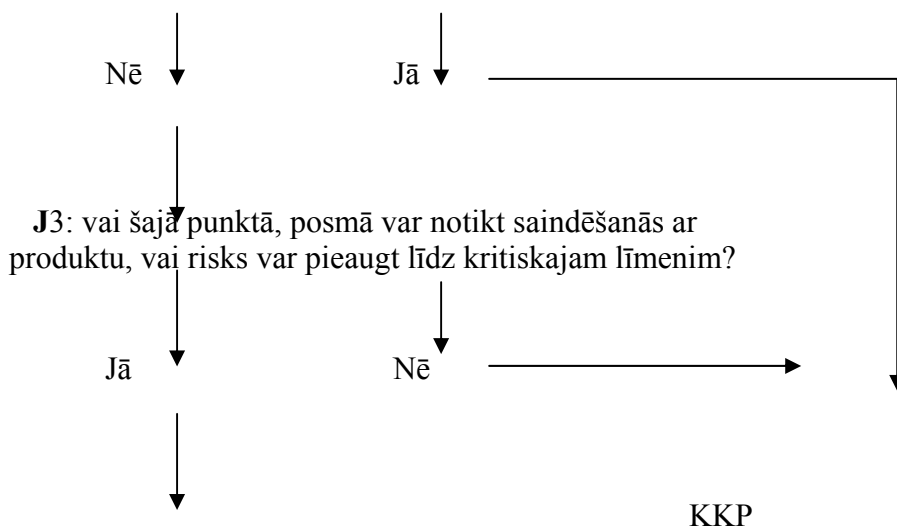 Nē Jā
J3: vai šajā punktā, posmā var notikt saindēšanās ar
produktu, vai risks var pieaugt līdz kritiskajam līmenim?
Jā Nē
KKP